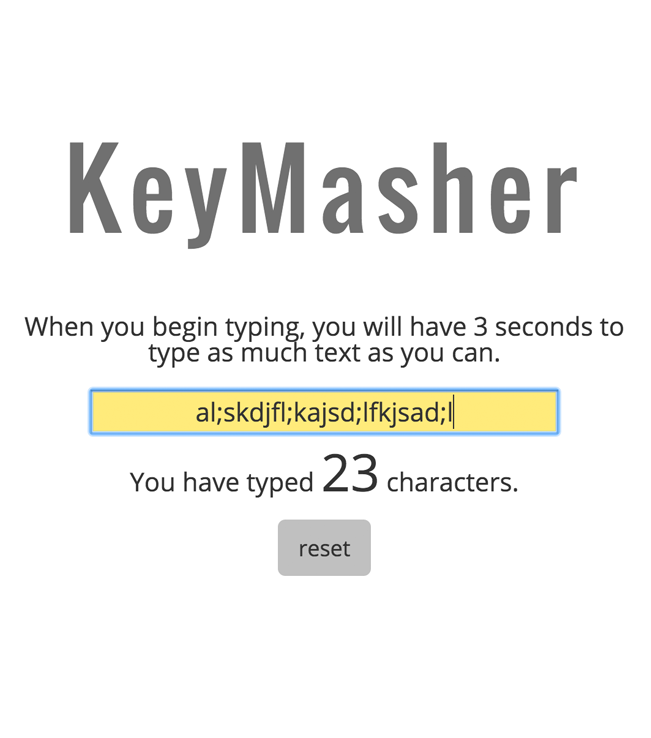 KeyMasher
When you begin typing, you will have 3 seconds to
type as much text as you can.
al;skdjfl;kajsd;lfkjsad;l
You have typed 23 characters.
reset